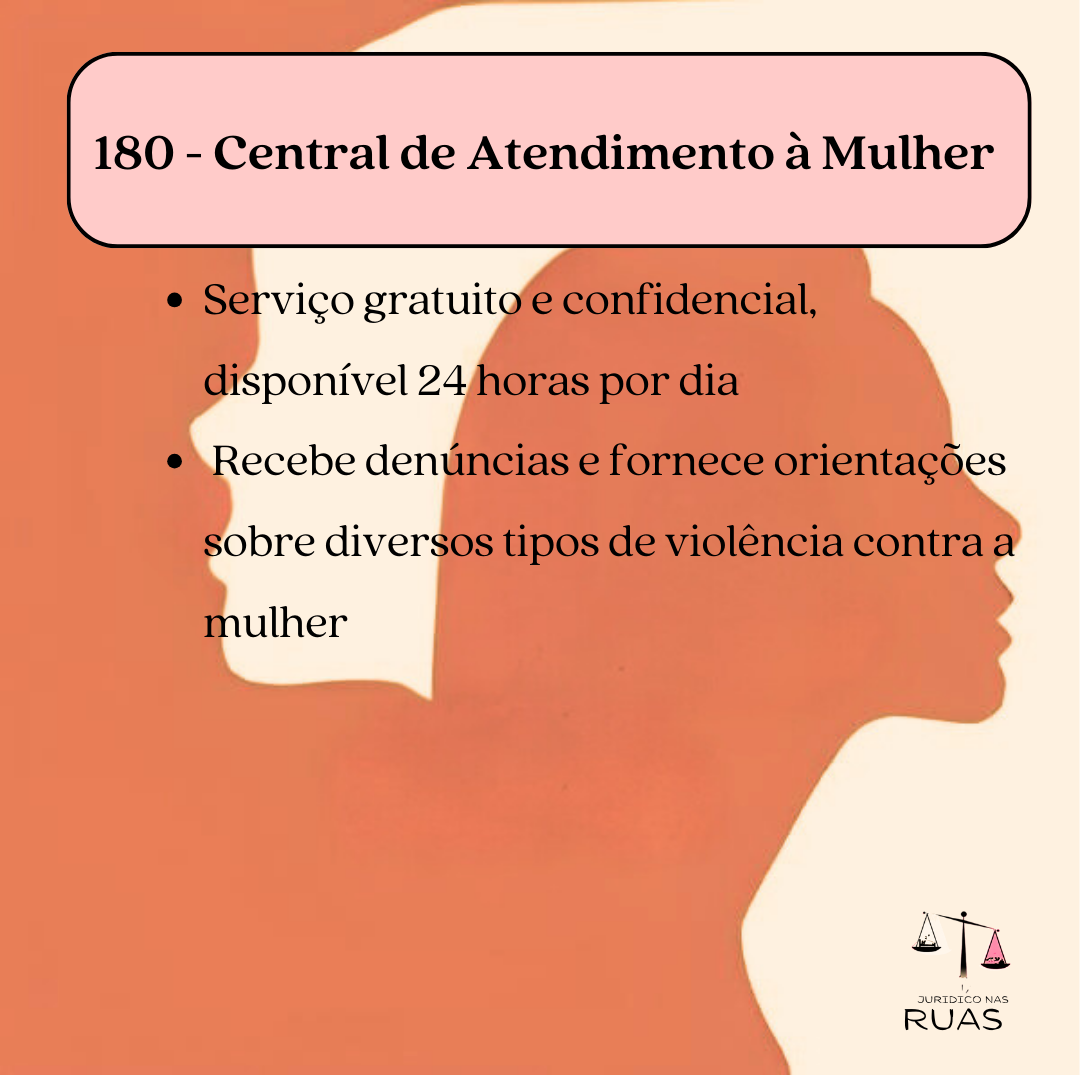 180 - Central de Atendimento à Mulher
• Serviço gratuito e confidencial,
disponível 24 horas por dia
• Recebe denúncias e fornece orientações
sobre diversos tipos de violência contra a
mulher
JURIDÍCO NAS
RUAS